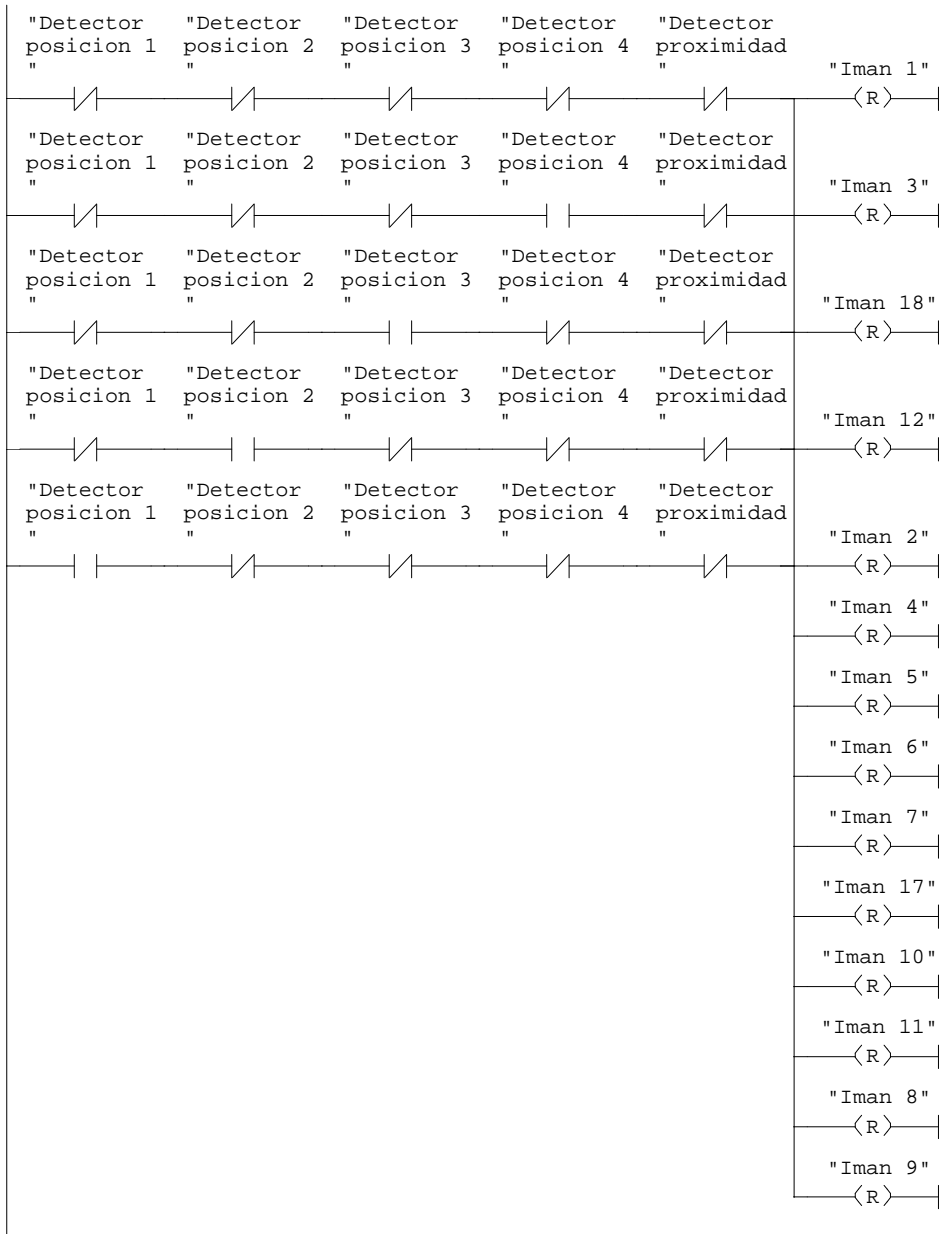 "Detector "Detector "Detector "Detector "Detector
posicion 1 posicion 2 posicion 3 posicion 4 proximidad
" " " " " "Iman 1"
R
"Detector "Detector "Detector "Detector "Detector
posicion 1 posicion 2 posicion 3 posicion 4 proximidad
" " " " " "Iman 3"
R
"Detector "Detector "Detector "Detector "Detector
posicion 1 posicion 2 posicion 3 posicion 4 proximidad
" " " " " "Iman 18"
R
"Detector "Detector "Detector "Detector "Detector
posicion 1 posicion 2 posicion 3 posicion 4 proximidad
" " " " " "Iman 12"
R
"Detector "Detector "Detector "Detector "Detector
posicion 1 posicion 2 posicion 3 posicion 4 proximidad
" " " " " "Iman 2"
R
"Iman 4"
R
"Iman 5"
R
"Iman 6"
R
"Iman 7"
R
"Iman 17"
R
"Iman 10"
R
"Iman 11"
R
"Iman 8"
R
"Iman 9"
R